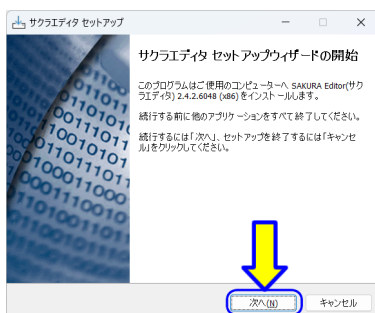 サクラエディタ セットアップ
サクラエディタ セットアップウィザードの開始
このプログラムはご使用のコンピューターへ SAKURA Editor(サク
ラエディタ) 2.4.2.6048 (x86) をインストールします。
続行する前に他のアプリケーションをすべて終了してください。
続行するには「次へ」、セットアップを終了するには「キャンセ
ル」をクリックしてください。
次へ(N)
キャンセル